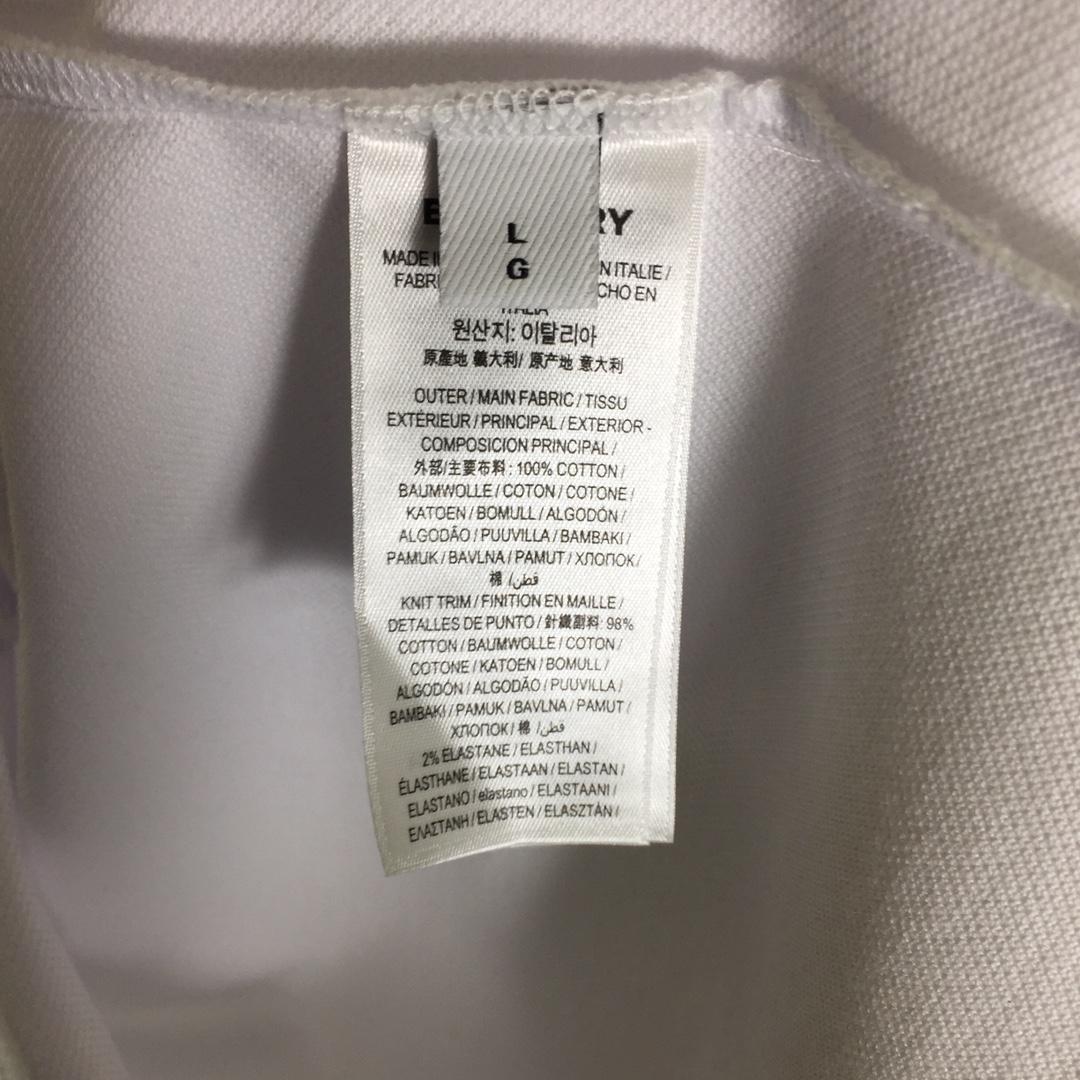 L
G
MADE
N ITALIE /
FABR
CHO EN
ITALIA
원산지: 이탈리아
原產地 義大利/ 原产地 意大利
OUTER / MAIN FABRIC / TISSU
EXTÉRIEUR / PRINCIPAL / EXTERIOR -
COMPOSICION PRINCIPAL /
外部/主要布料: 100% COTTON /
BAUMWOLLE / COTON / COTONE /
KATOEN / BOMULL / ALGODÓN /
ALGODÃO / PUUVILLA / BAMBAKI /
PAMUK / BAVLNA / PAMUT / ХЛОПОК /
棉 /قطن
KNIT TRIM / FINITION EN MAILLE /
DETALLES DE PUNTO / 針織副料: 98%
COTTON / BAUMWOLLE / COTON /
COTONE / KATOEN / BOMULL /
ALGODÓN / ALGODÃO / PUUVILLA /
BAMBAKI / PAMUK / BAVLNA / PAMUT /
ХЛОПОК / 棉 /قطن
2% ELASTANE / ELASTHAN /
ÉLASTHANE / ELASTAAN / ELASTAN /
ELASTANO / elastano / ELASTAANI /
ΕΛΑΣΤΑΝΗ / ELASTEN / ELASZTÁN /